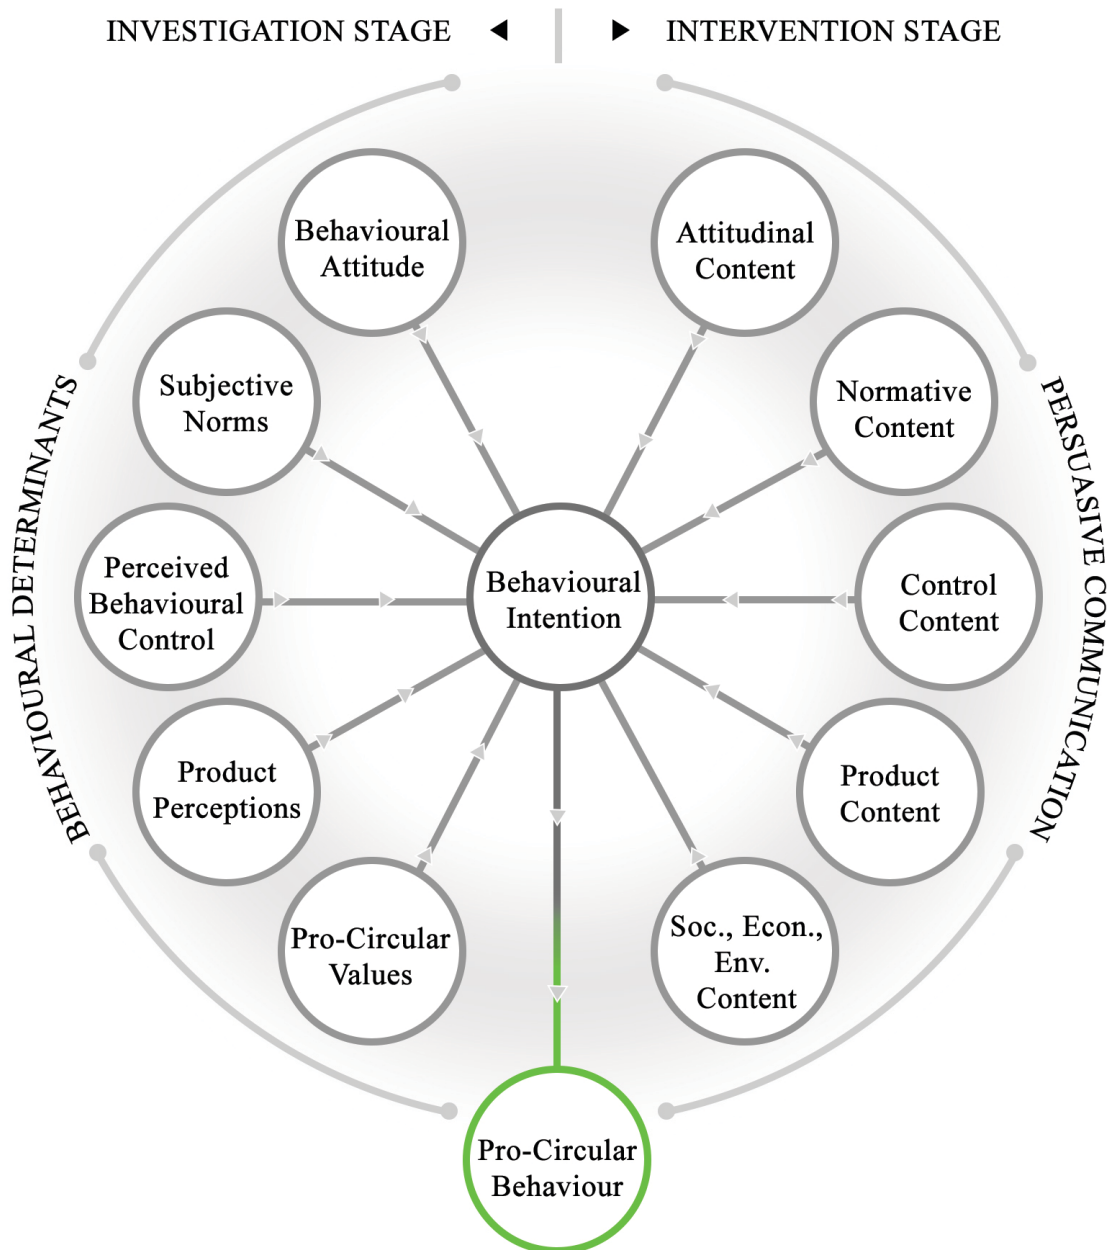 INVESTIGATION STAGE
INTERVENTION STAGE
Behavioural
Attitude
Attitudinal
Content
Subjective
Norms
Normative
Content
BEHAVIOURAL DETERMINANTS
PERSUASIVE COMMUNICATION
Perceived
Behavioural
Control
Behavioural
Intention
Control
Content
Product
Perceptions
Product
Content
Pro-Circular
Values
Soc., Econ.,
Env.
Content
Pro-Circular
Behaviour